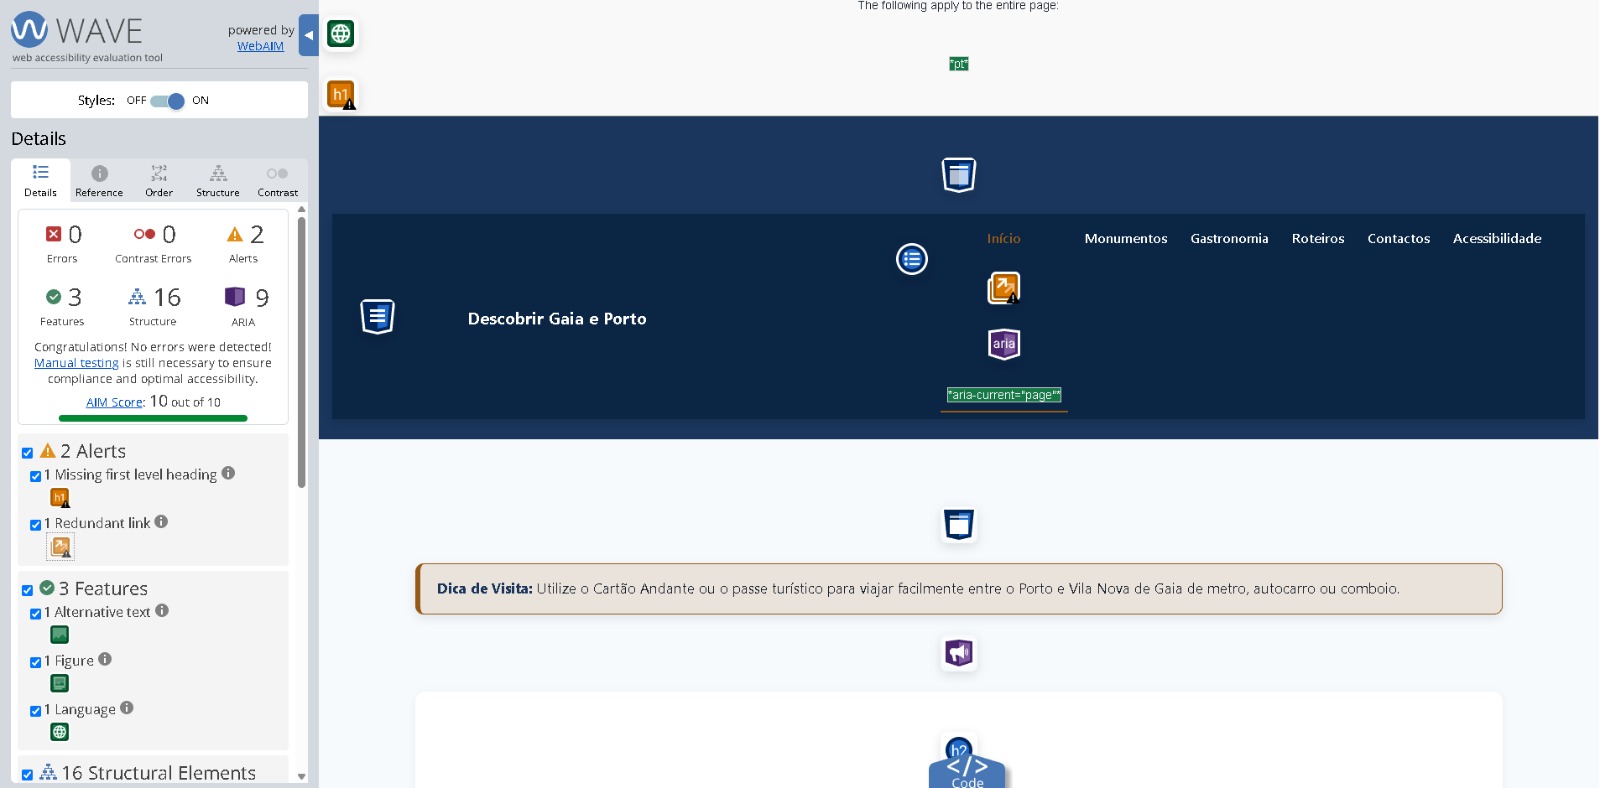 WAVE
web accessibility evaluation tool
powered by
WebAIM
Styles: OFF ON
Details
Details Reference Order Structure Contrast
0 0 2
Errors Contrast Errors Alerts
3 16 9
Features Structure ARIA
Congratulations! No errors were detected!
Manual testing is still necessary to ensure
compliance and optimal accessibility.
AIM Score: 10 out of 10
2 Alerts
1 Missing first level heading
h1
1 Redundant link
3 Features
1 Alternative text
1 Figure
1 Language
16 Structural Elements
The following apply to the entire page:
*pt*
h1
Início Monumentos Gastronomia Roteiros Contactos Acessibilidade
Descobrir Gaia e Porto
aria
*aria-current="page"*
Dica de Visita: Utilize o Cartão Andante ou o passe turístico para viajar facilmente entre o Porto e Vila Nova de Gaia de metro, autocarro ou comboio.
h2
</>
Code